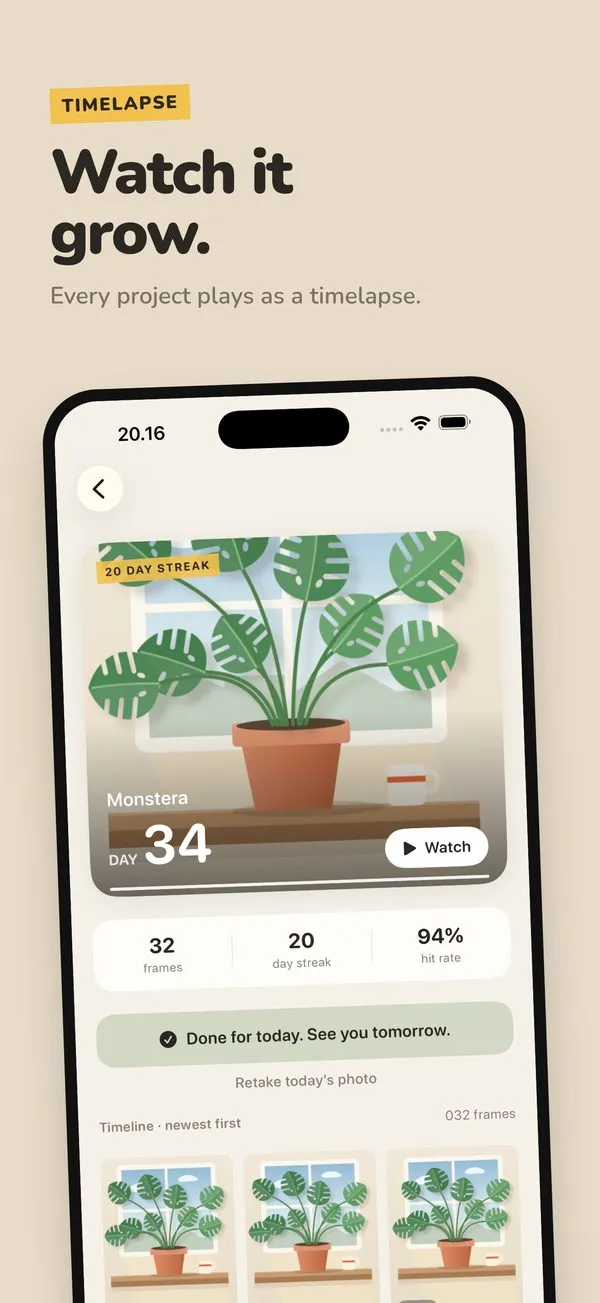 TIMELAPSE
Watch it
grow.
Every project plays as a timelapse.
20.16
20 DAY STREAK
Monstera
DAY 34
Watch
32
frames
20
day streak
94%
hit rate
Done for today. See you tomorrow.
Retake today's photo
Timeline · newest first
032 frames